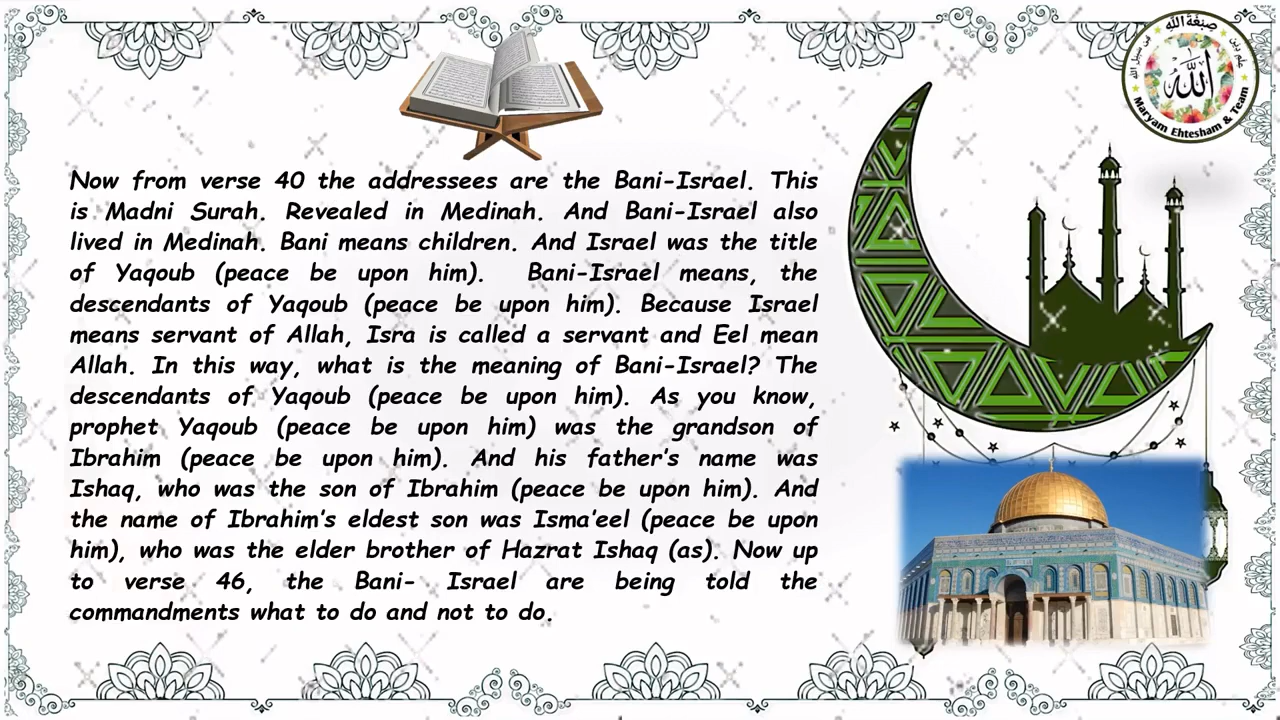 صِبْغَةَ اللّٰه
الله
Maryam Ehtesham & Team
Now from verse 40 the addressees are the Bani-Israel. This
is Madni Surah. Revealed in Medinah. And Bani-Israel also
lived in Medinah. Bani means children. And Israel was the title
of Yaqoub (peace be upon him). Bani-Israel means, the
descendants of Yaqoub (peace be upon him). Because Israel
means servant of Allah, Isra is called a servant and Eel mean
Allah. In this way, what is the meaning of Bani-Israel? The
descendants of Yaqoub (peace be upon him). As you know,
prophet Yaqoub (peace be upon him) was the grandson of
Ibrahim (peace be upon him). And his father's name was
Ishaq, who was the son of Ibrahim (peace be upon him). And
the name of Ibrahim's eldest son was Isma'eel (peace be upon
him), who was the elder brother of Hazrat Ishaq (as). Now up
to verse 46, the Bani- Israel are being told the
commandments what to do and not to do.